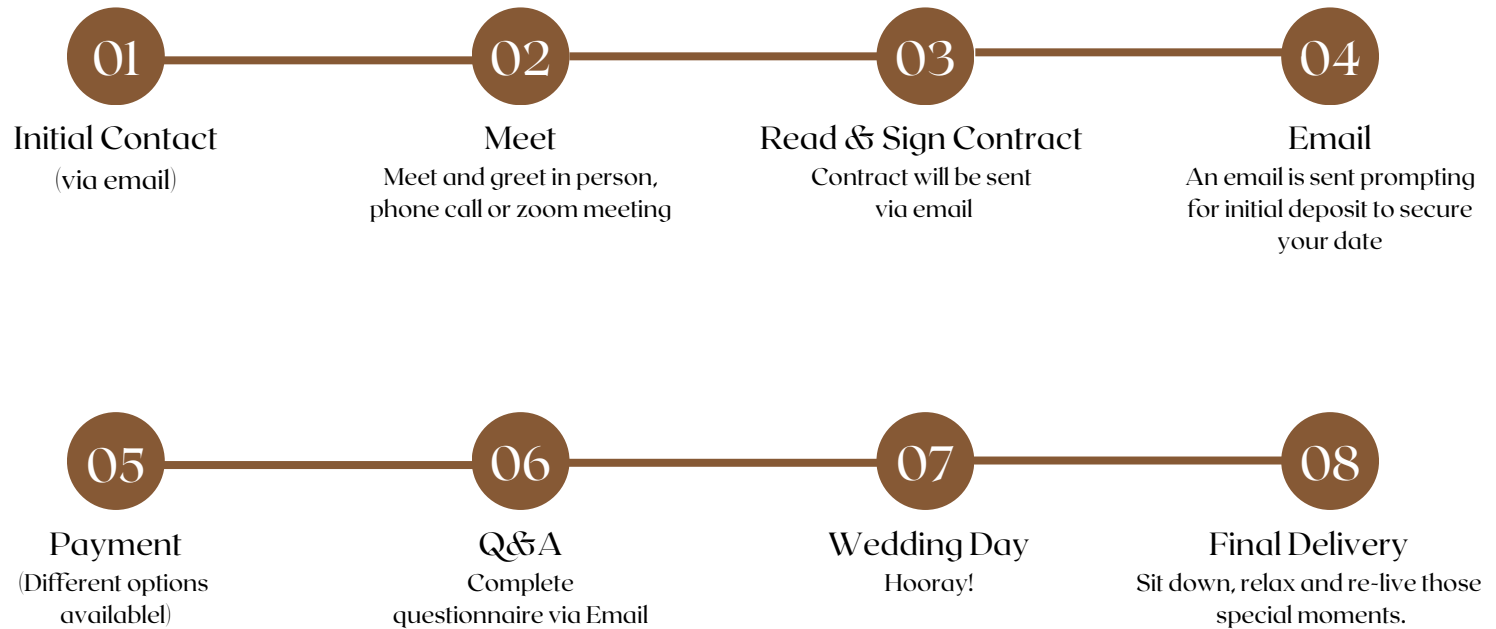 01
02
03
04
Initial Contact
(via email)
Meet
Meet and greet in person,
phone call or zoom meeting
Read & Sign Contract
Contract will be sent
via email
Email
An email is sent prompting
for initial deposit to secure
your date
05
06
07
08
Payment
(Different options
available!)
Q&A
Complete
questionnaire via Email
Wedding Day
Hooray!
Final Delivery
Sit down, relax and re-live those
special moments.